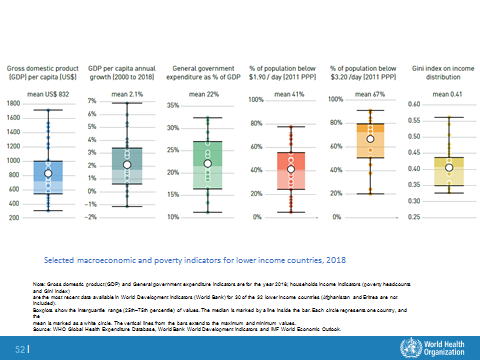 Gross domestic product
(GDP) per capita (US$)
mean US$ 832
1800
1600
1400
1200
1000
800
600
400
200
GDP per capita annual
growth (2000 to 2018)
mean 2.1%
7%
6%
5%
4%
3%
2%
1%
0%
−1%
−2%
General government
expenditure as % of GDP
mean 22%
35%
30%
25%
20%
15%
10%
% of population below
$1.90 / day (2011 PPP)
mean 41%
100%
80%
60%
40%
20%
0%
% of population below
$3.20 /day (2011 PPP)
mean 67%
100%
80%
60%
40%
20%
0%
Gini index on income
distribution
mean 0.41
0.60
0.55
0.50
0.45
0.40
0.35
0.30
0.25
Selected macroeconomic and poverty indicators for lower income countries, 2018
Note: Gross domestic product(GDP) and General government expenditure indicators are for the year 2018; households income indicators (poverty headcounts
and Gini index)
are the most recent data available in World Development Indicators (World Bank) for 30 of the 32 lower income countries (Afghanistan and Eritrea are not
included).
Boxplots show the interquartile range (25th–75th percentile) of values. The median is marked by a line inside the bar. Each circle represents one country, and
the
mean is marked as a white circle. The vertical lines from the bars extend to the maximum and minimum values.
Source: WHO Global Health Expenditure Database, World Bank World Development Indicators and IMF World Economic Outlook.
52 |
World Health
Organization